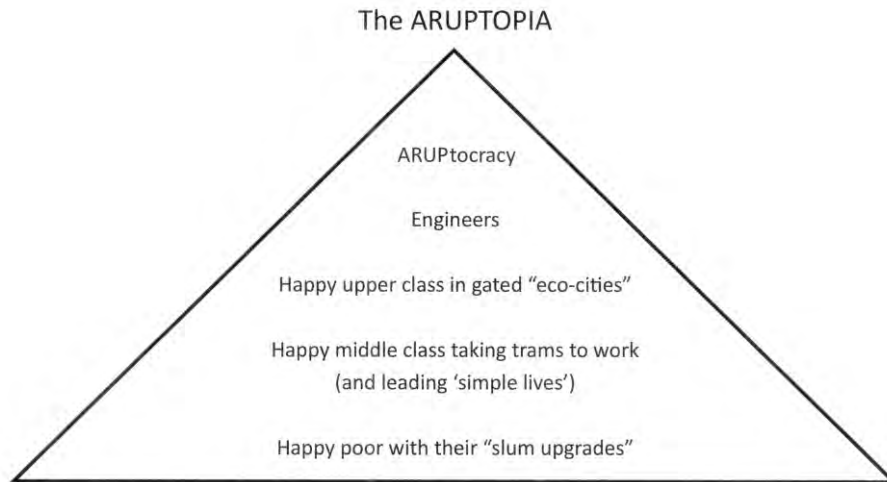 The ARUPTOPIA
ARUPtocracy
Engineers
Happy upper class in gated “eco-cities”
Happy middle class taking trams to work
(and leading ‘simple lives’)
Happy poor with their “slum upgrades”